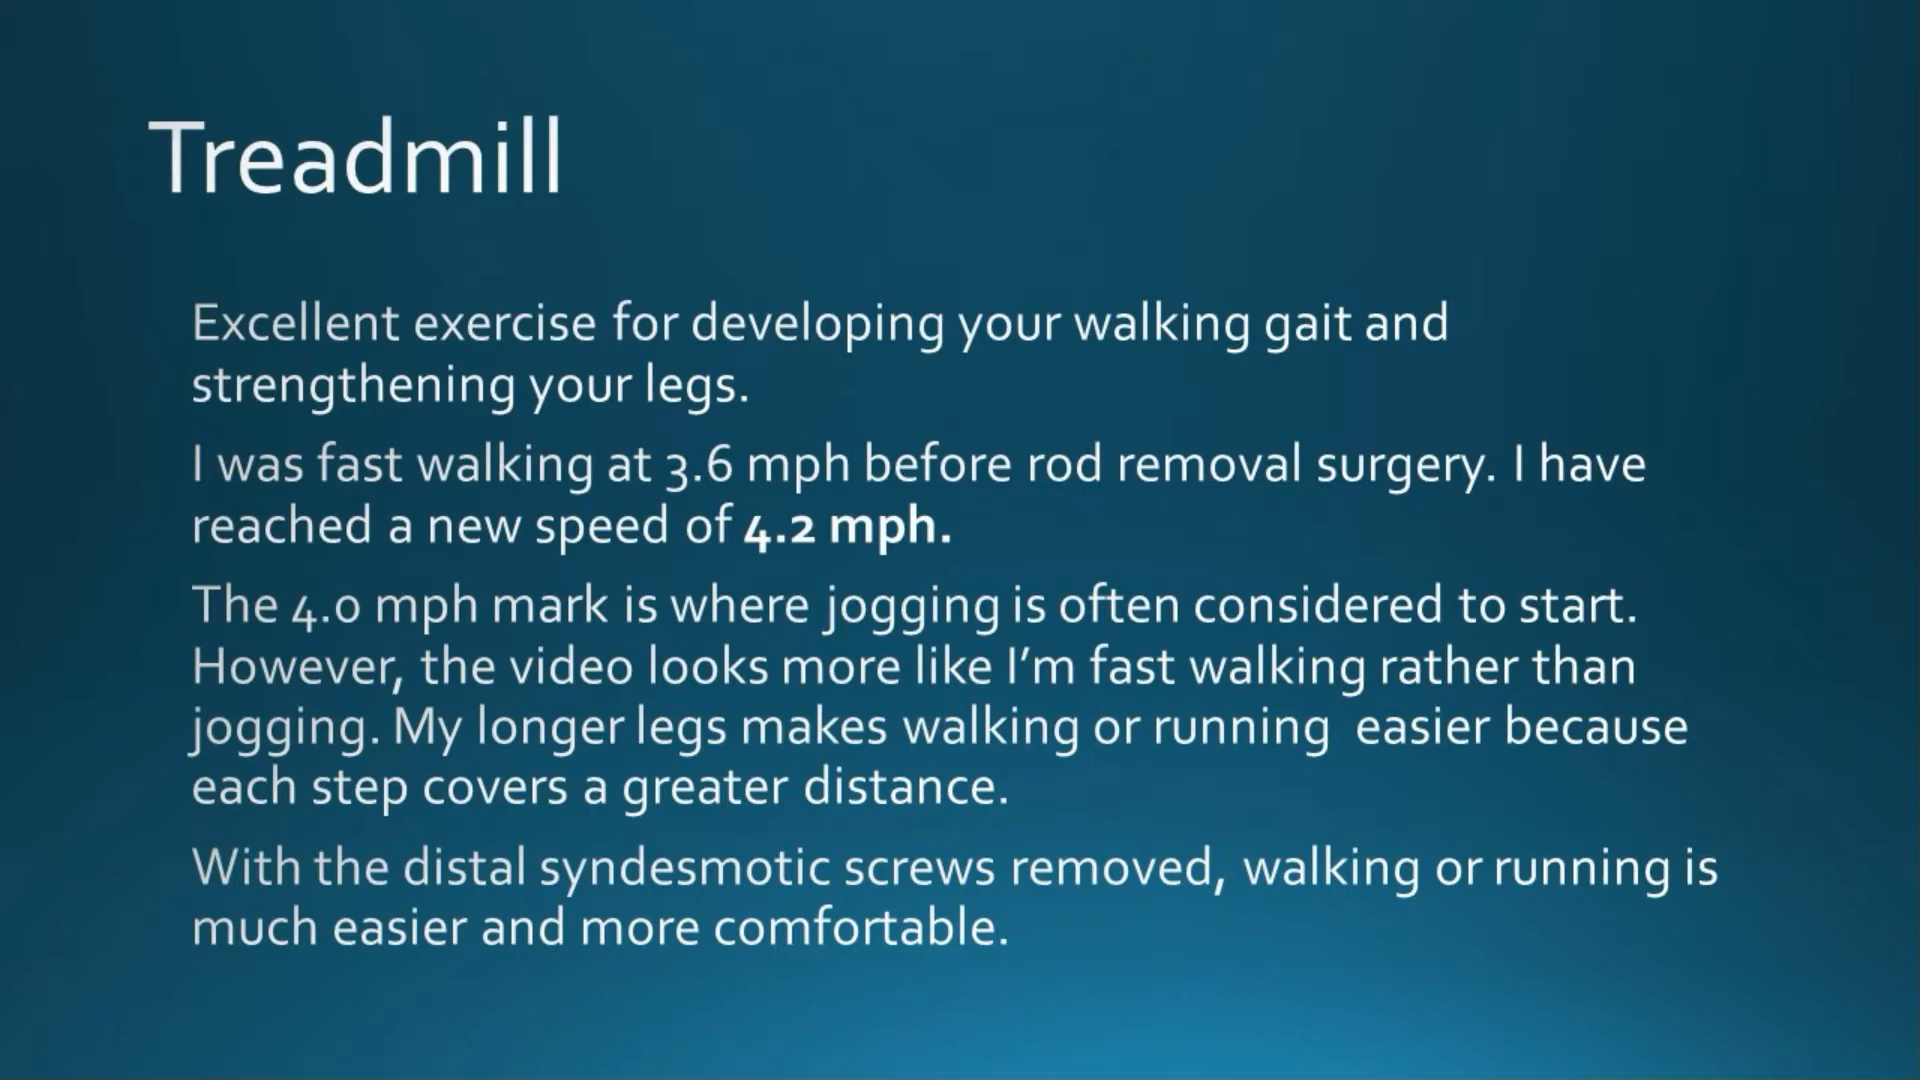 Treadmill
Excellent exercise for developing your walking gait and
strengthening your legs.
I was fast walking at 3.6 mph before rod removal surgery. I have
reached a new speed of 4.2 mph.
The 4.0 mph mark is where jogging is often considered to start.
However, the video looks more like I’m fast walking rather than
jogging. My longer legs makes walking or running  easier because
each step covers a greater distance.
With the distal syndesmotic screws removed, walking or running is
much easier and more comfortable.